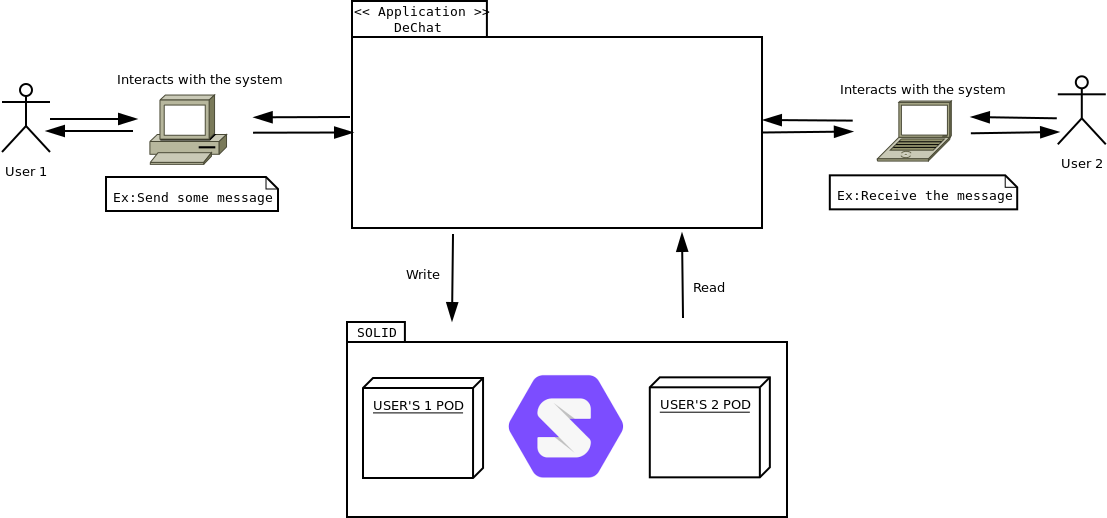 << Application >>
DeChat
Interacts with the system
Interacts with the system
User 1
User 2
Ex:Send some message
Ex:Receive the message
Write
Read
SOLID
USER'S 1 POD
USER'S 2 POD